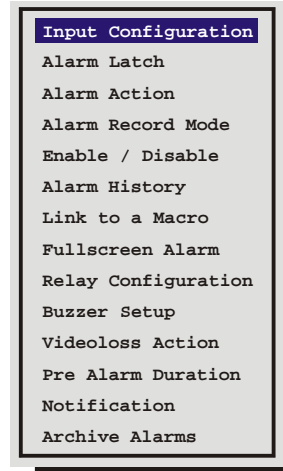 Input Configuration
Alarm Latch
Alarm Action
Alarm Record Mode
Enable / Disable
Alarm History
Link to a Macro
Fullscreen Alarm
Relay Configuration
Buzzer Setup
Videoloss Action
Pre Alarm Duration
Notification
Archive Alarms